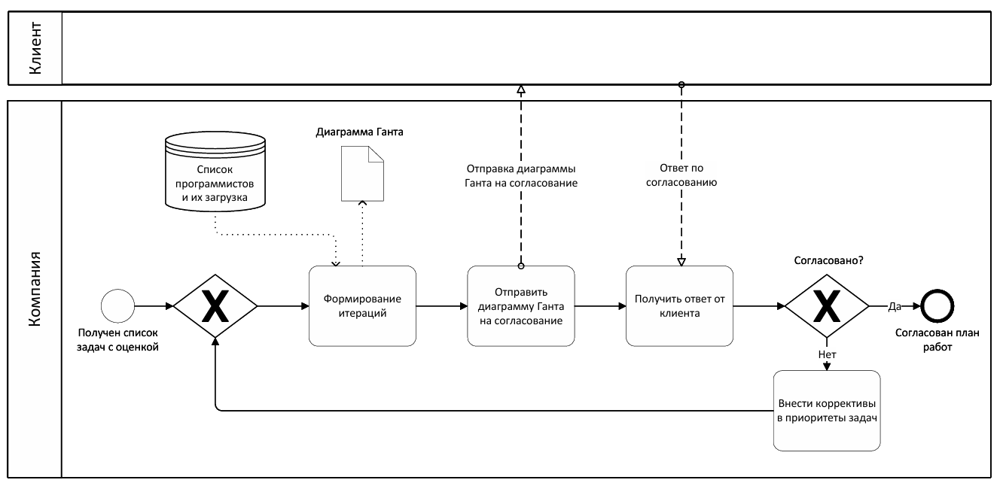 Клиент
Компания
Диаграмма Ганта
Список
программистов
и их загрузка
Отправка диаграммы
Ганта на согласование
Ответ по
согласованию
Получен список
задач с оценкой
X
Формирование
итераций
Отправить
диаграмму Ганта
на согласование
Получить ответ от
клиента
Согласовано?
X
Да
Согласован план
работ
Нет
Внести коррективы
в приоритеты задач